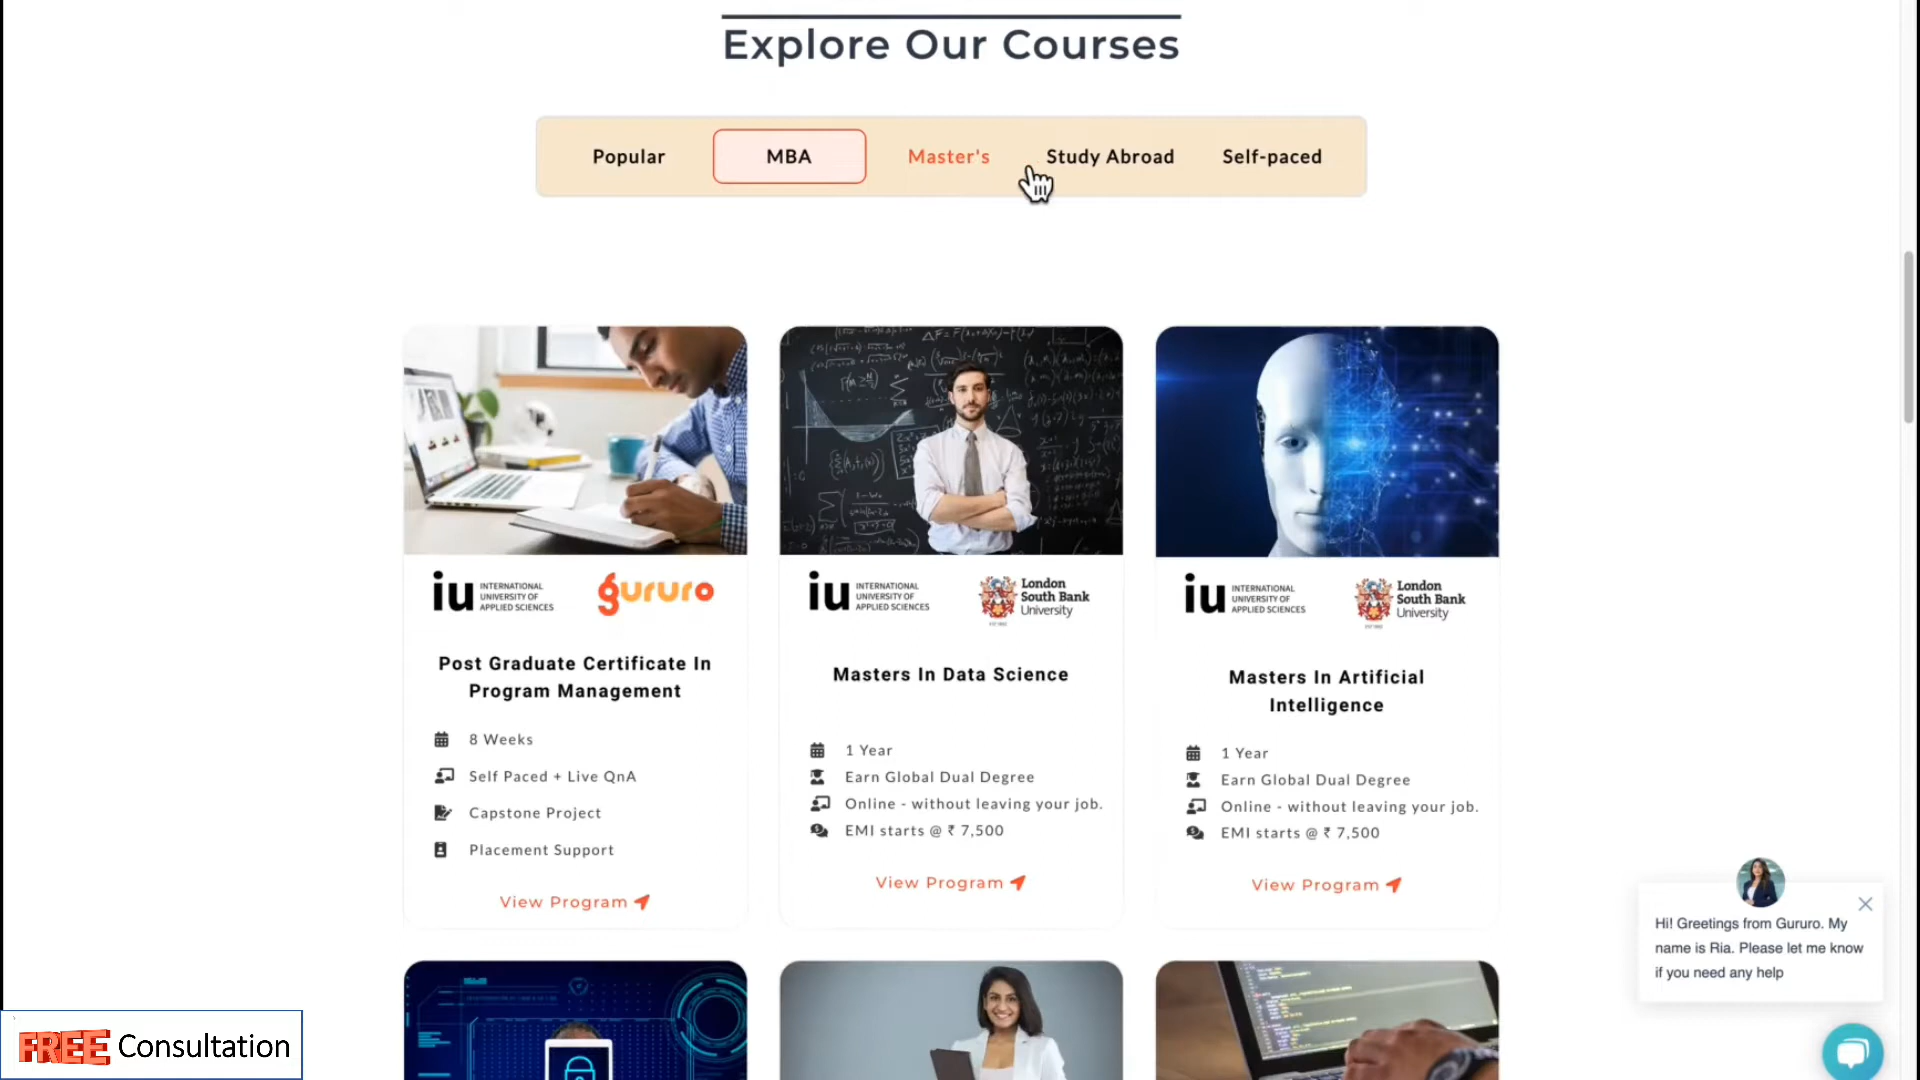 Explore Our Courses
Popular
MBA
Master's
Study Abroad
Self-paced
iu INTERNATIONAL
UNIVERSITY OF
APPLIED SCIENCES
gururo
Post Graduate Certificate In
Program Management
8 Weeks
Self Paced + Live QnA
Capstone Project
Placement Support
View Program
iu INTERNATIONAL
UNIVERSITY OF
APPLIED SCIENCES
London
South Bank
University
Masters In Data Science
1 Year
Earn Global Dual Degree
Online - without leaving your job.
EMI starts @ ₹ 7,500
View Program
iu INTERNATIONAL
UNIVERSITY OF
APPLIED SCIENCES
London
South Bank
University
Masters In Artificial
Intelligence
1 Year
Earn Global Dual Degree
Online - without leaving your job.
EMI starts @ ₹ 7,500
View Program
Hi! Greetings from Gururo. My
name is Ria. Please let me know
if you need any help
FREE Consultation